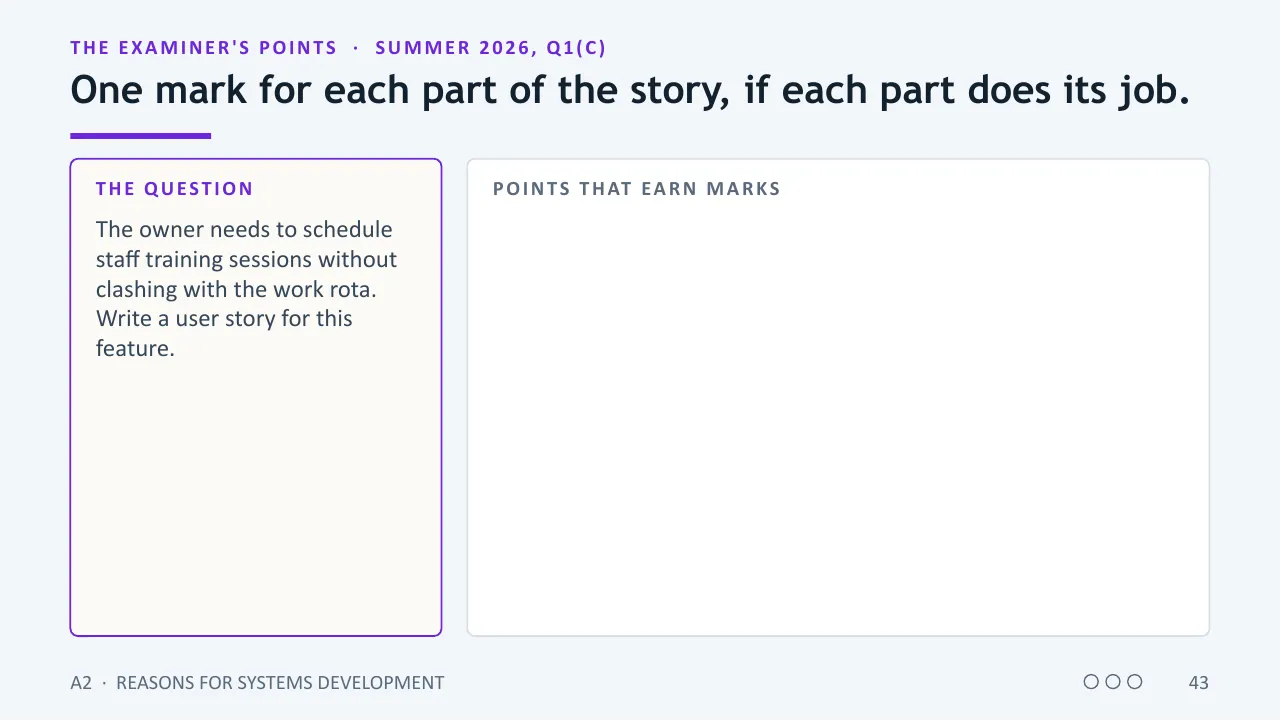 THE EXAMINER'S POINTS · SUMMER 2026, Q1(C)
One mark for each part of the story, if each part does its job.
THE QUESTION
The owner needs to schedule
staff training sessions without
clashing with the work rota.
Write a user story for this
feature.
POINTS THAT EARN MARKS
A2 · REASONS FOR SYSTEMS DEVELOPMENT
43